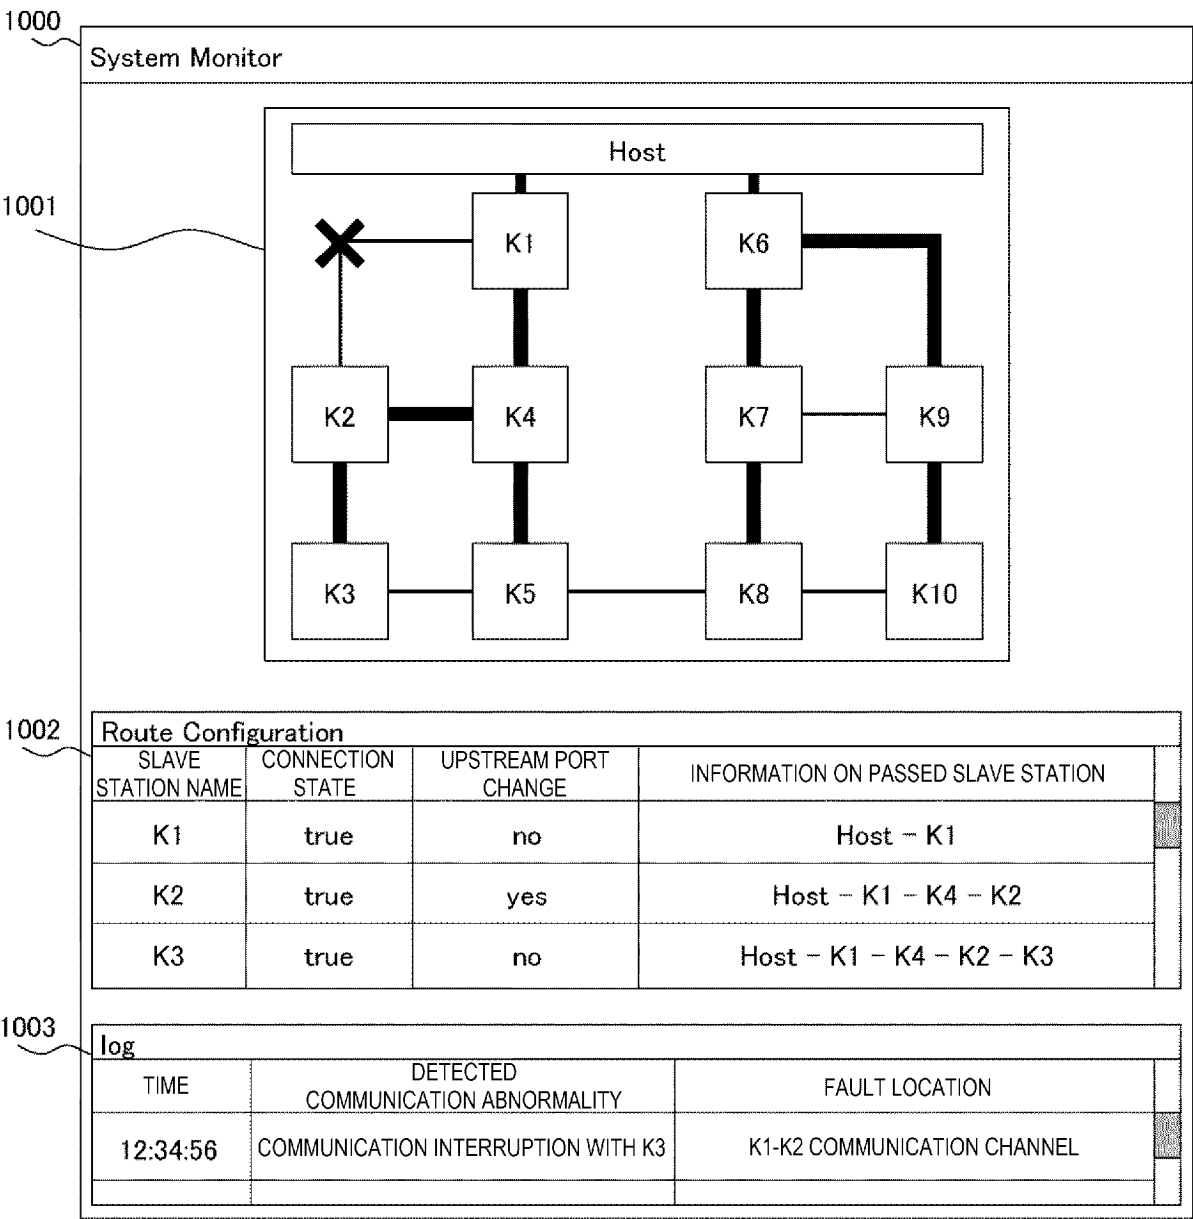 1000
System Monitor
Host
1001
K1
K6
K2
K4
K7
K9
K3
K5
K8
K10
1002
Route Configuration
SLAVE STATION NAME
CONNECTION STATE
UPSTREAM PORT CHANGE
INFORMATION ON PASSED SLAVE STATION
K1 true no Host - K1
K2 true yes Host - K1 - K4 - K2
K3 true no Host - K1 - K4 - K2 - K3
1003
log
TIME
DETECTED COMMUNICATION ABNORMALITY
FAULT LOCATION
12:34:56 COMMUNICATION INTERRUPTION WITH K3 K1-K2 COMMUNICATION CHANNEL